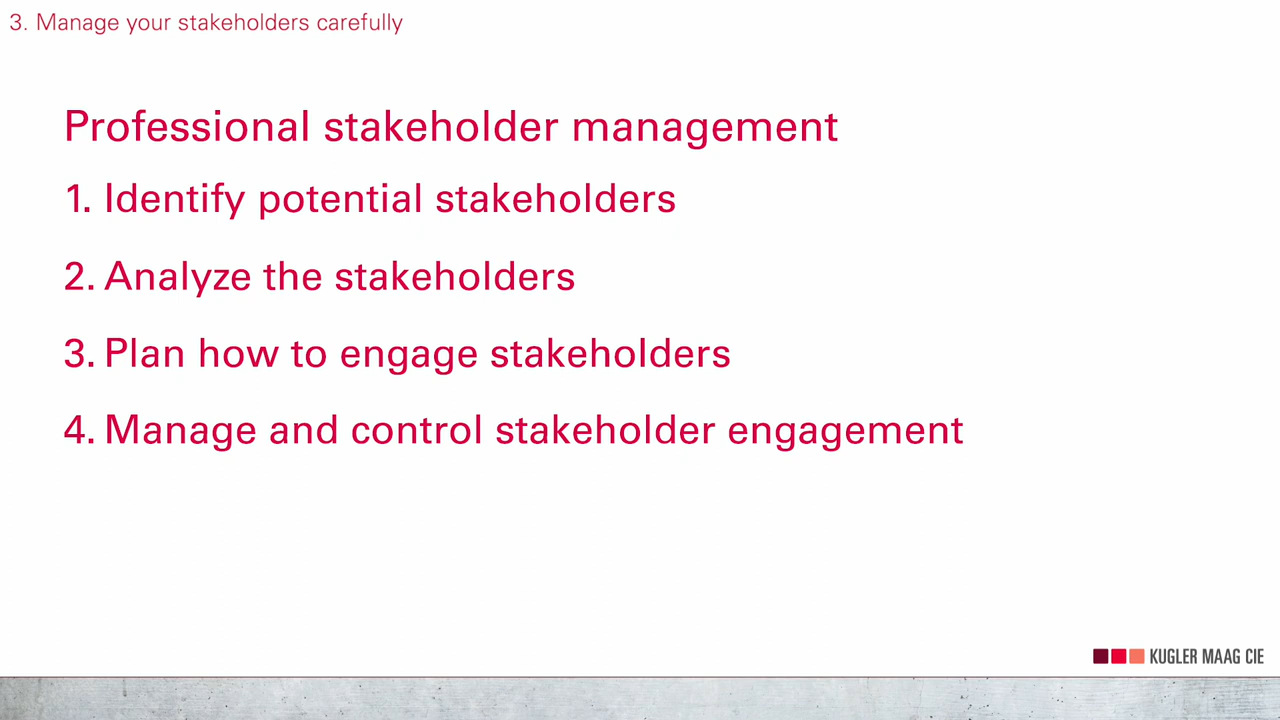 3. Manage your stakeholders carefully
Professional stakeholder management
1. Identify potential stakeholders
2. Analyze the stakeholders
3. Plan how to engage stakeholders
4. Manage and control stakeholder engagement
KUGLER MAAG CIE